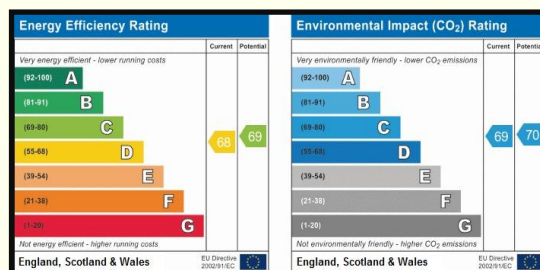 Energy Efficiency Rating
Current Potential
Very energy efficient - lower running costs
(92-100) A
(81-91) B
(69-80) C
(55-68) D
(39-54) E
(21-38) F
(1-20) G
68
69
Not energy efficient - higher running costs
England, Scotland & Wales
EU Directive
2002/91/EC
Environmental Impact (CO2) Rating
Current Potential
Very environmentally friendly - lower CO2 emissions
(92-100) A
(81-91) B
(69-80) C
(55-68) D
(39-54) E
(21-38) F
(1-20) G
69
70
Not environmentally friendly - higher CO2 emissions
England, Scotland & Wales
EU Directive
2002/91/EC